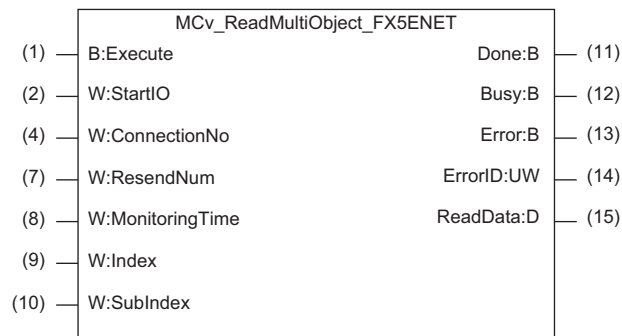 MCv_ReadMultiObject_FX5ENET
(1) B:Execute Done:B (11)
(2) W:StartIO Busy:B (12)
(4) W:ConnectionNo Error:B (13)
(7) W:ResendNum ErrorID:UW (14)
(8) W:MonitoringTime ReadData:D (15)
(9) W:Index
(10) W:SubIndex